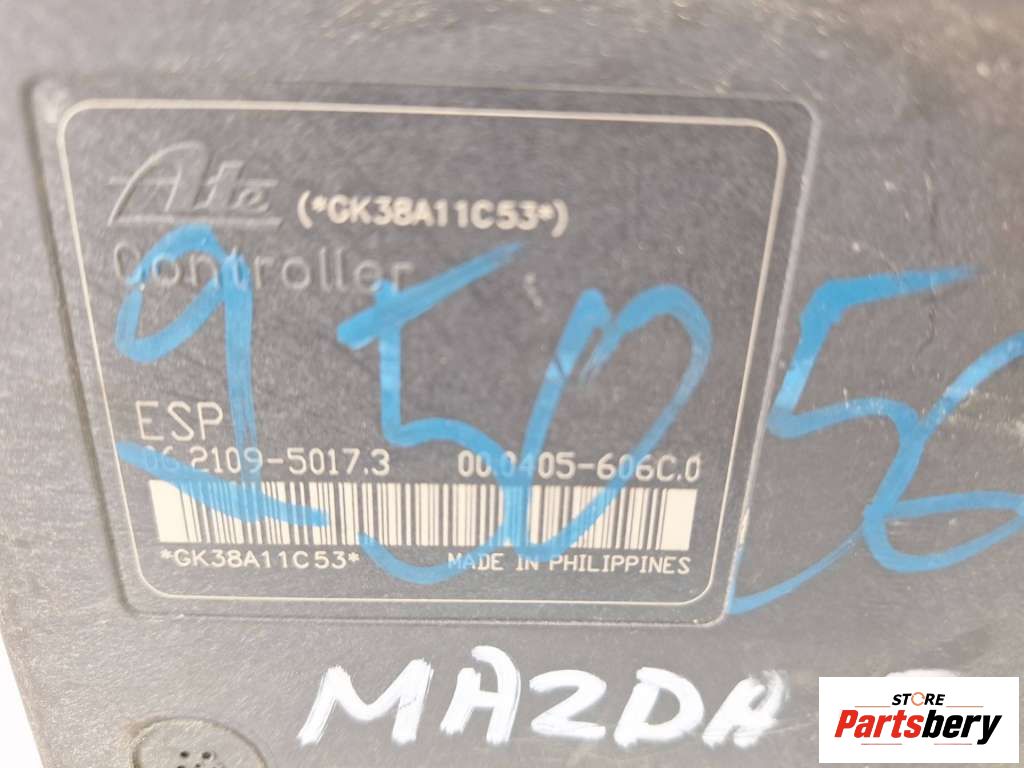 Ate (*GK38A11C53*)
Controller
ESP
06.2109-5017.3 00.0405-606C.0
*GK38A11C53* MADE IN PHILIPPINES
MAZDA
STORE
Partsbery